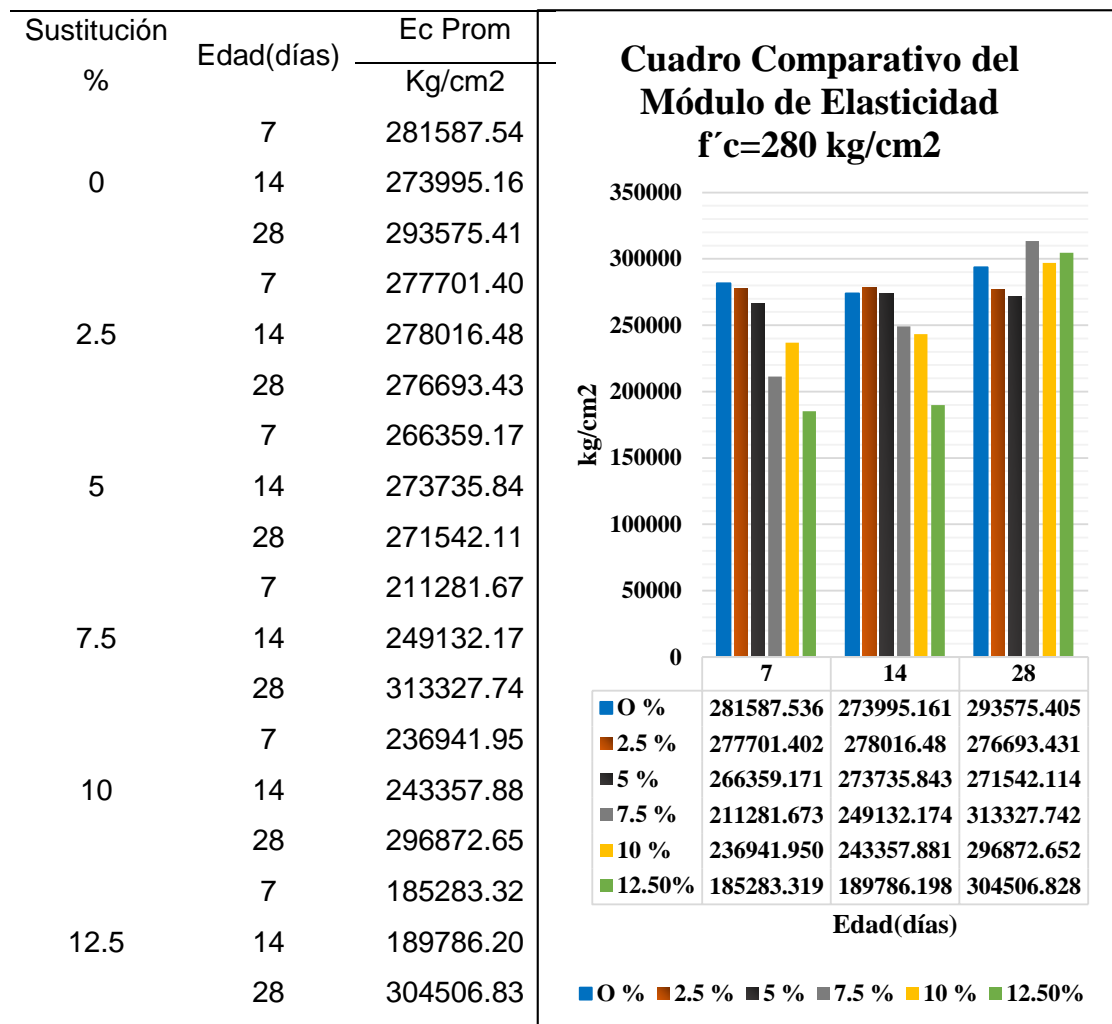 Sustitución Edad(días) Ec Prom
% Kg/cm2
7 281587.54
0 14 273995.16
28 293575.41
7 277701.40
2.5 14 278016.48
28 276693.43
7 266359.17
5 14 273735.84
28 271542.11
7 211281.67
7.5 14 249132.17
28 313327.74
7 236941.95
10 14 243357.88
28 296872.65
7 185283.32
12.5 14 189786.20
28 304506.83
Cuadro Comparativo del
Módulo de Elasticidad
f´c=280 kg/cm2
350000
300000
250000
200000
150000
100000
50000
0
kg/cm2
7 14 28
O % 281587.536 273995.161 293575.405
2.5 % 277701.402 278016.48 276693.431
5 % 266359.171 273735.843 271542.114
7.5 % 211281.673 249132.174 313327.742
10 % 236941.950 243357.881 296872.652
12.50% 185283.319 189786.198 304506.828
Edad(días)
O % 2.5 % 5 % 7.5 % 10 % 12.50%